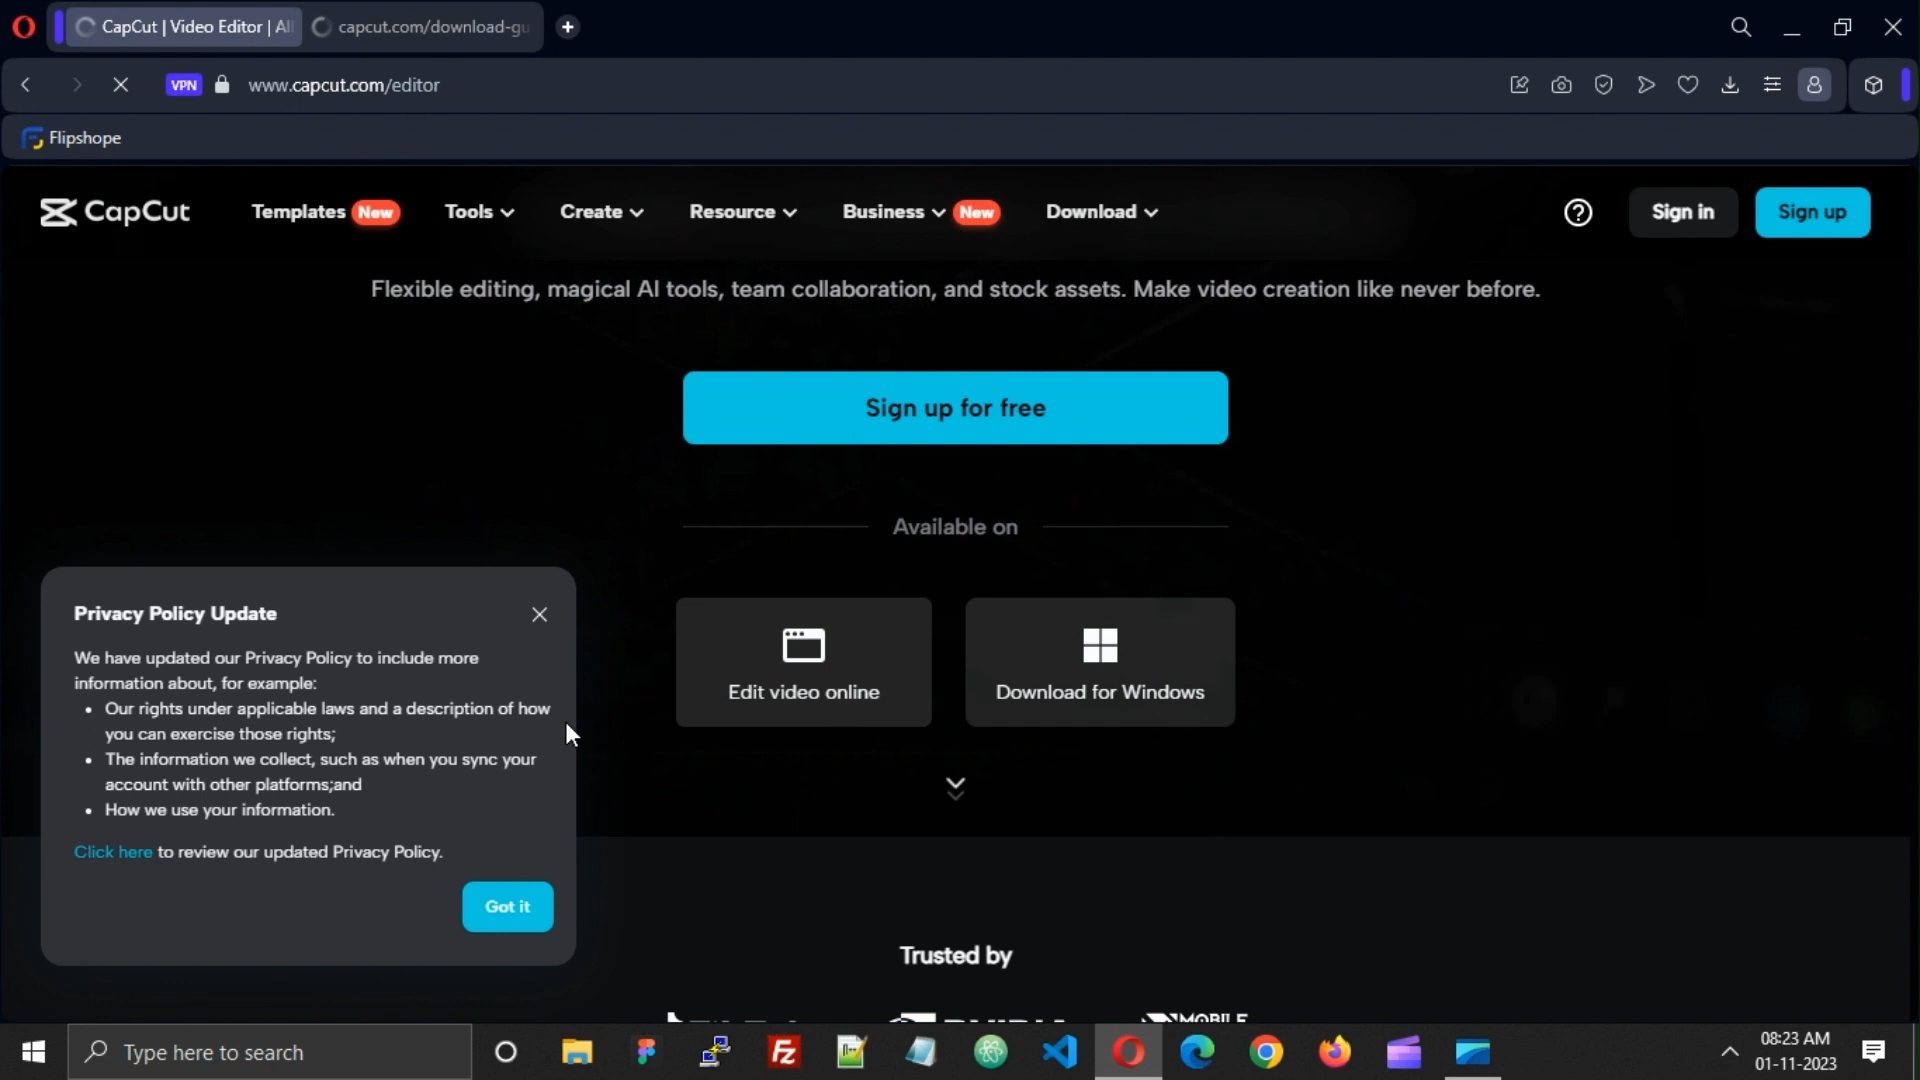 CapCut | Video Editor | All
capcut.com/download-gu
VPN
www.capcut.com/editor
Flipshope
CapCut
Templates New
Tools
Create
Resource
Business New
Download
Sign in
Sign up
Flexible editing, magical AI tools, team collaboration, and stock assets. Make video creation like never before.
Sign up for free
Available on
Edit video online
Download for Windows
Privacy Policy Update
We have updated our Privacy Policy to include more
information about, for example:
• Our rights under applicable laws and a description of how
you can exercise those rights;
• The information we collect, such as when you sync your
account with other platforms;and
• How we use your information.
Click here to review our updated Privacy Policy.
Got it
Trusted by
MOBILE
Type here to search
08:23 AM
01-11-2023